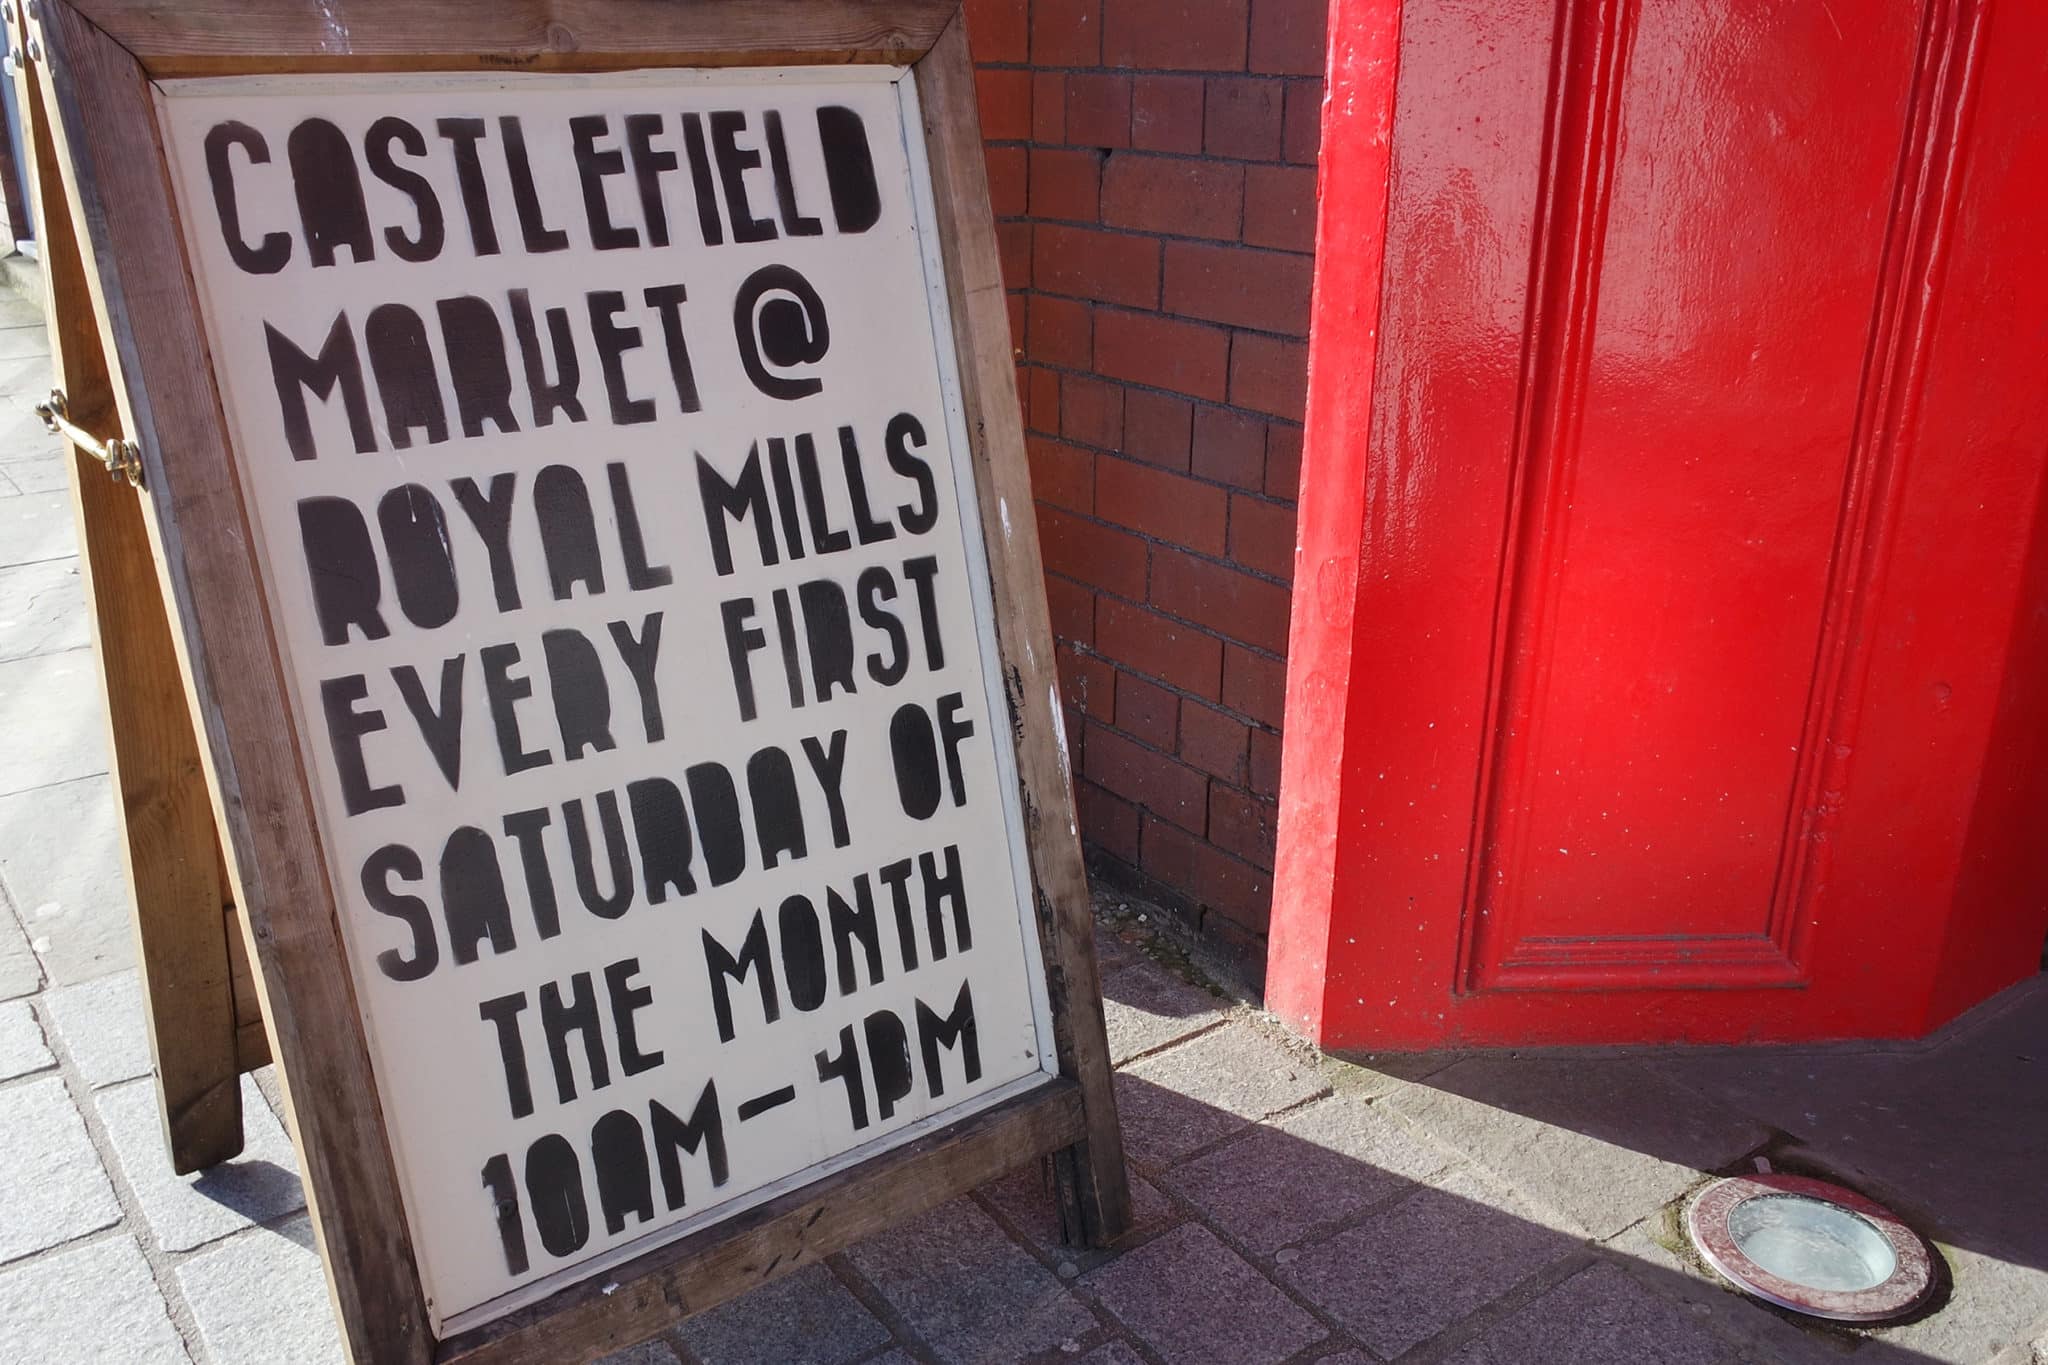 CASTLEFIELD
MARKET @
ROYAL MILLS
EVERY FIRST
SATURDAY OF
THE MONTH
10AM - 4PM